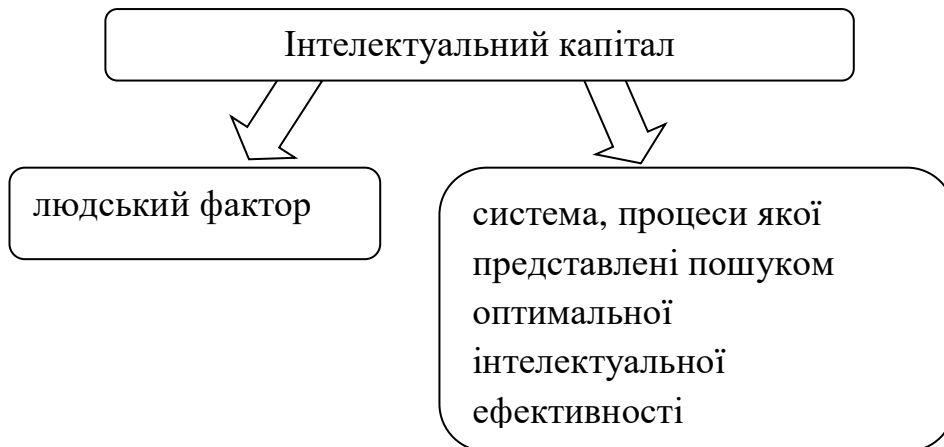 Інтелектуальний капітал
людський фактор
система, процеси якої
представлені пошуком
оптимальної
інтелектуальної
ефективності